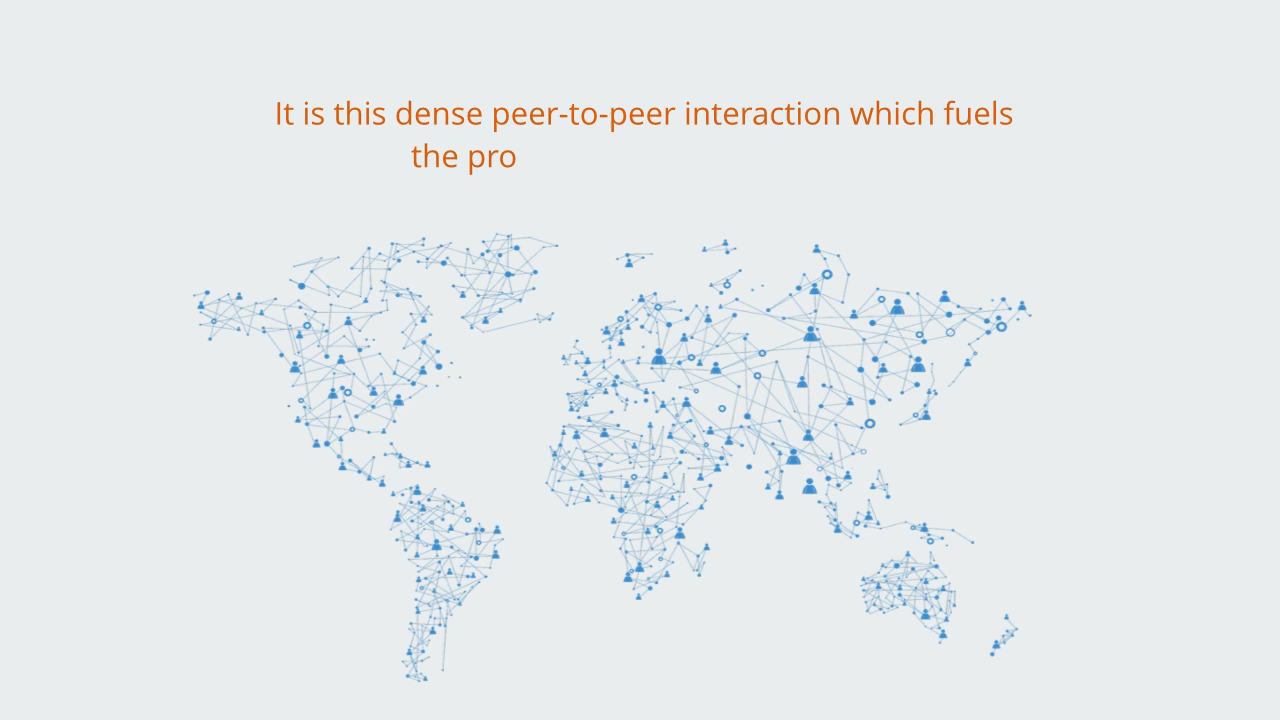 It is this dense peer-to-peer interaction which fuels
the pro